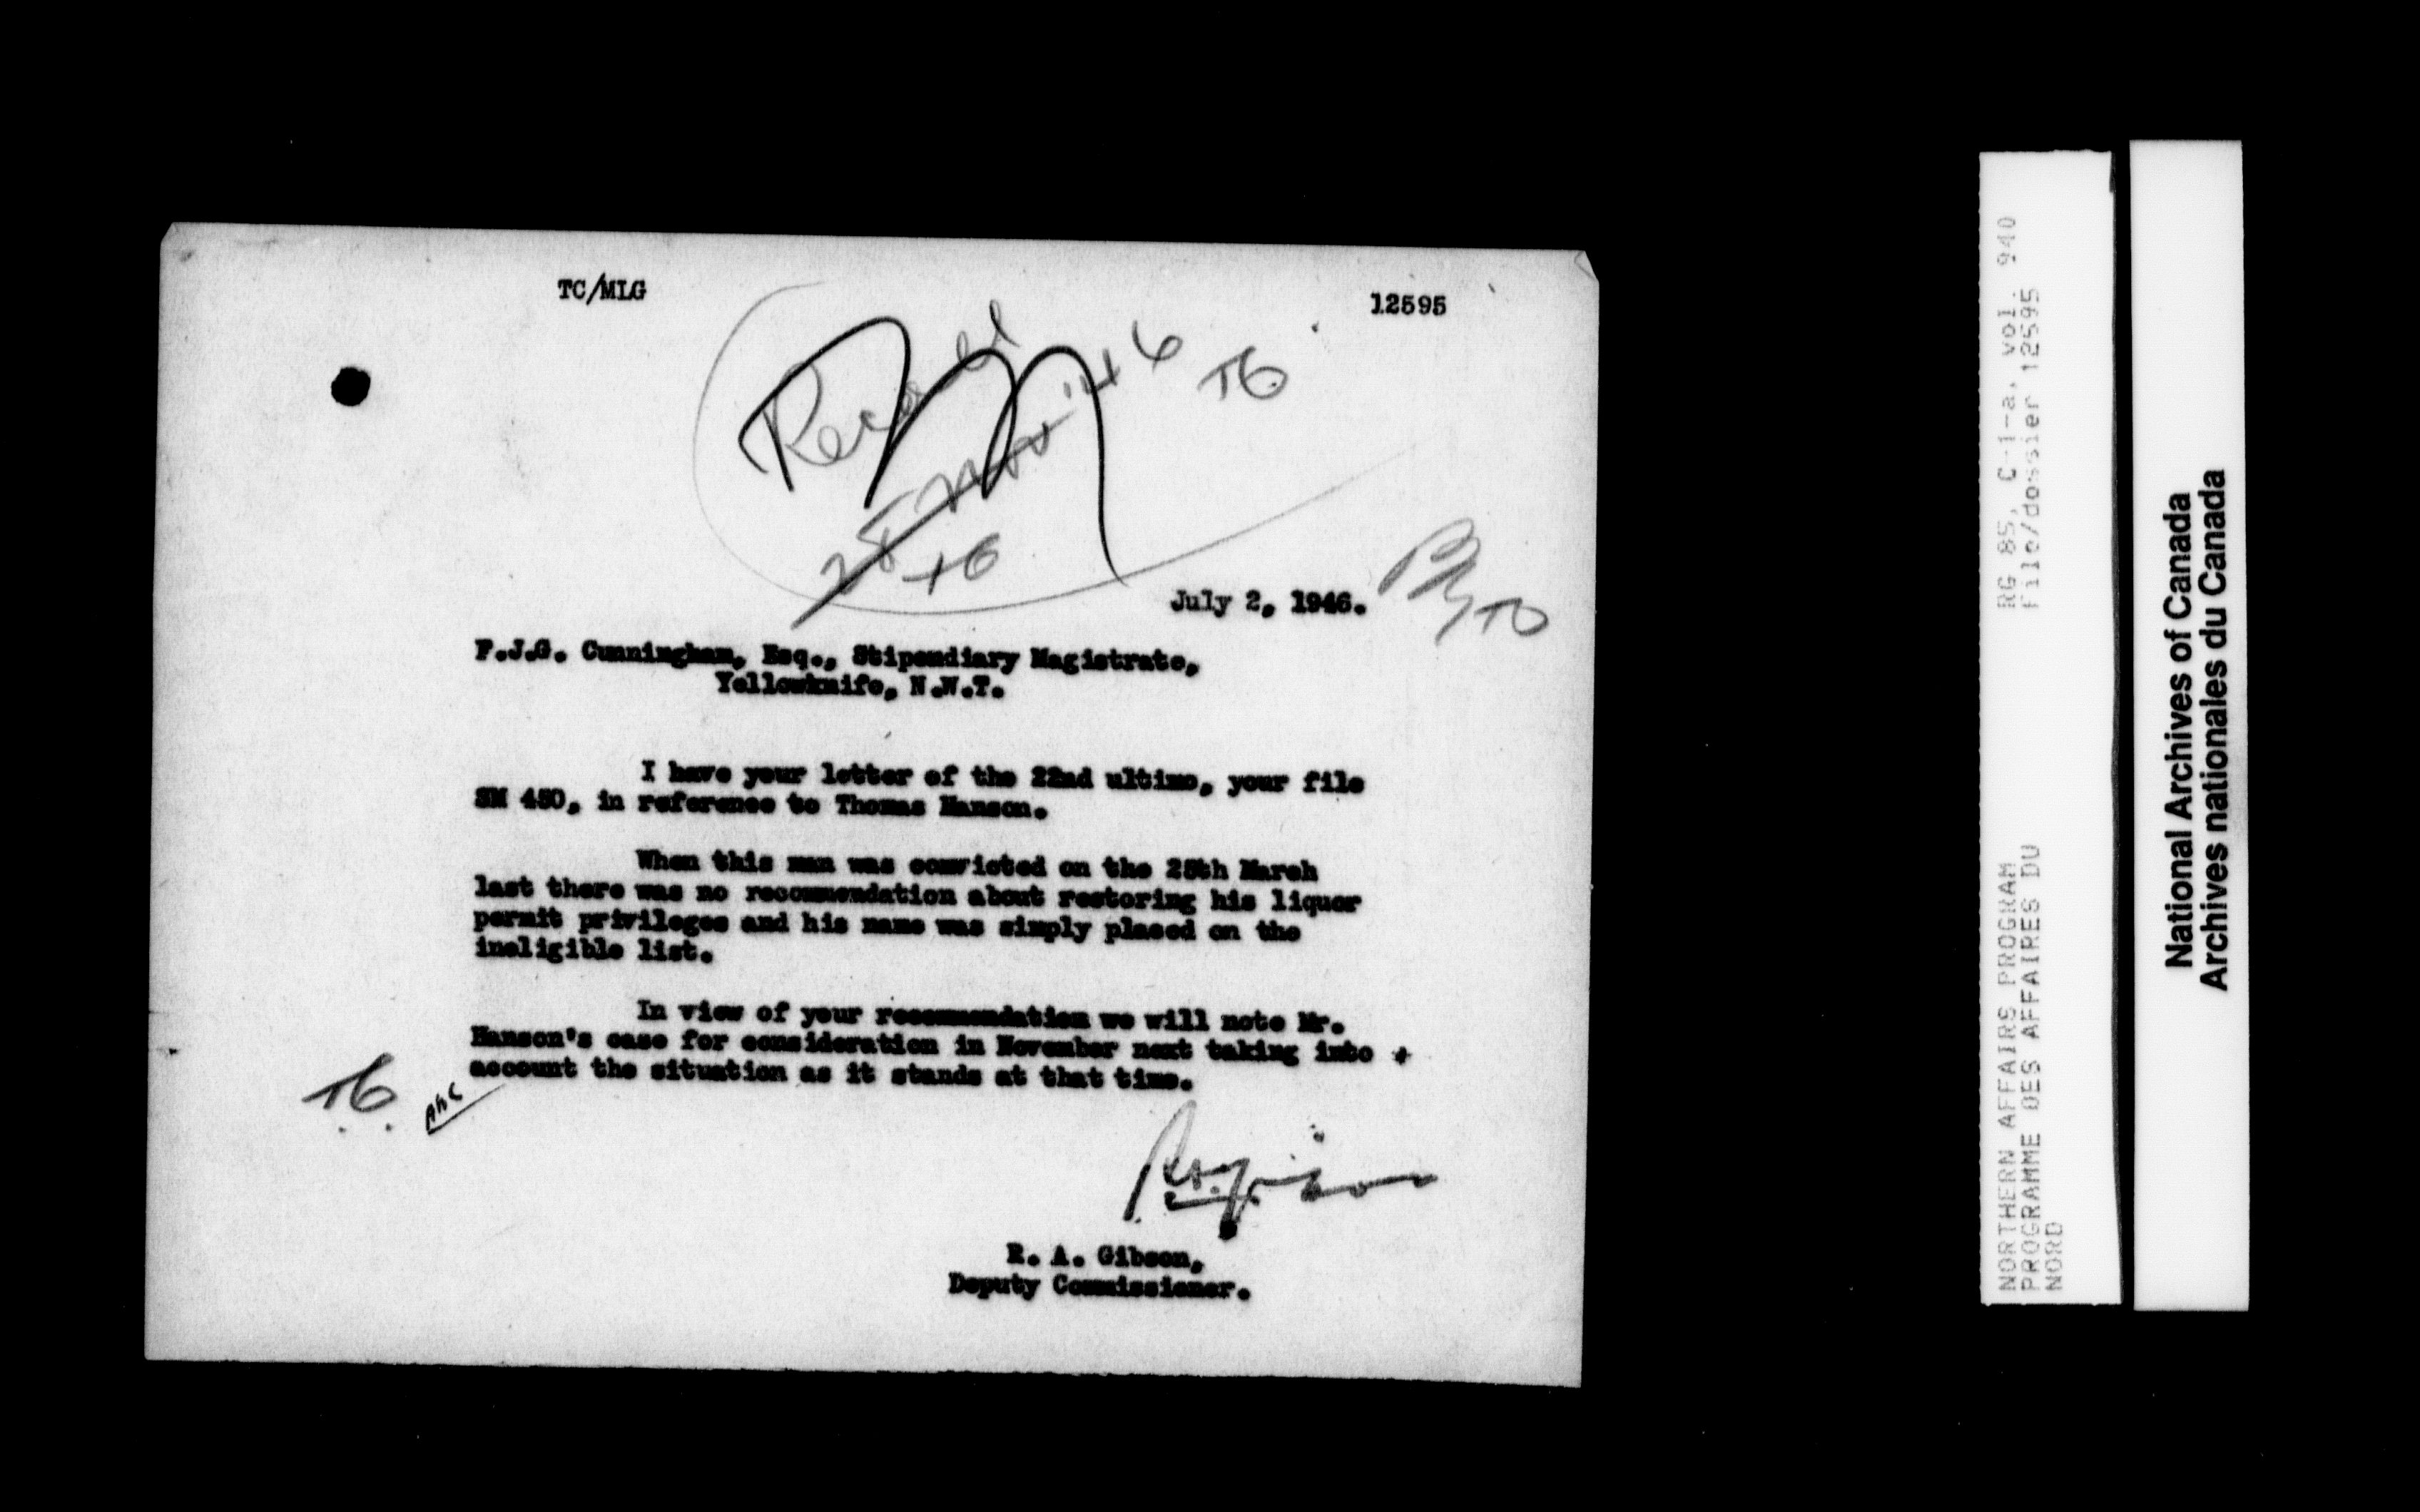 TC/MLG
12595
25 Nov '46
TC
July 2, 1946.
F.J.G. Cunningham, Esq., Stipendiary Magistrate,
Yellowknife, N.W.T.
I have your letter of the 22nd ultimo, your file
SM 450, in reference to Thomas Hanson.
When this man was convicted on the 25th March
last there was no recommendation about restoring his liquor
permit privileges and his name was simply placed on the
ineligible list.
In view of your recommendation we will note Mr.
Hanson's case for consideration in November next taking into
account the situation as it stands at that time.
R. A. Gibson,
Deputy Commissioner.
RG 85, C-1-a, vol. 940
File/dossier 12595
NORTHERN AFFAIRS PROGRAM
PROGRAMME DES AFFAIRES DU
NORD
National Archives of Canada
Archives nationales du Canada